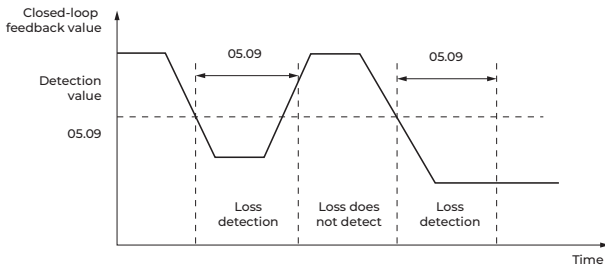 Closed-loop
feedback value
05.09
05.09
Detection
value
05.09
Loss
detection
Loss does
not detect
Loss
detection
Time